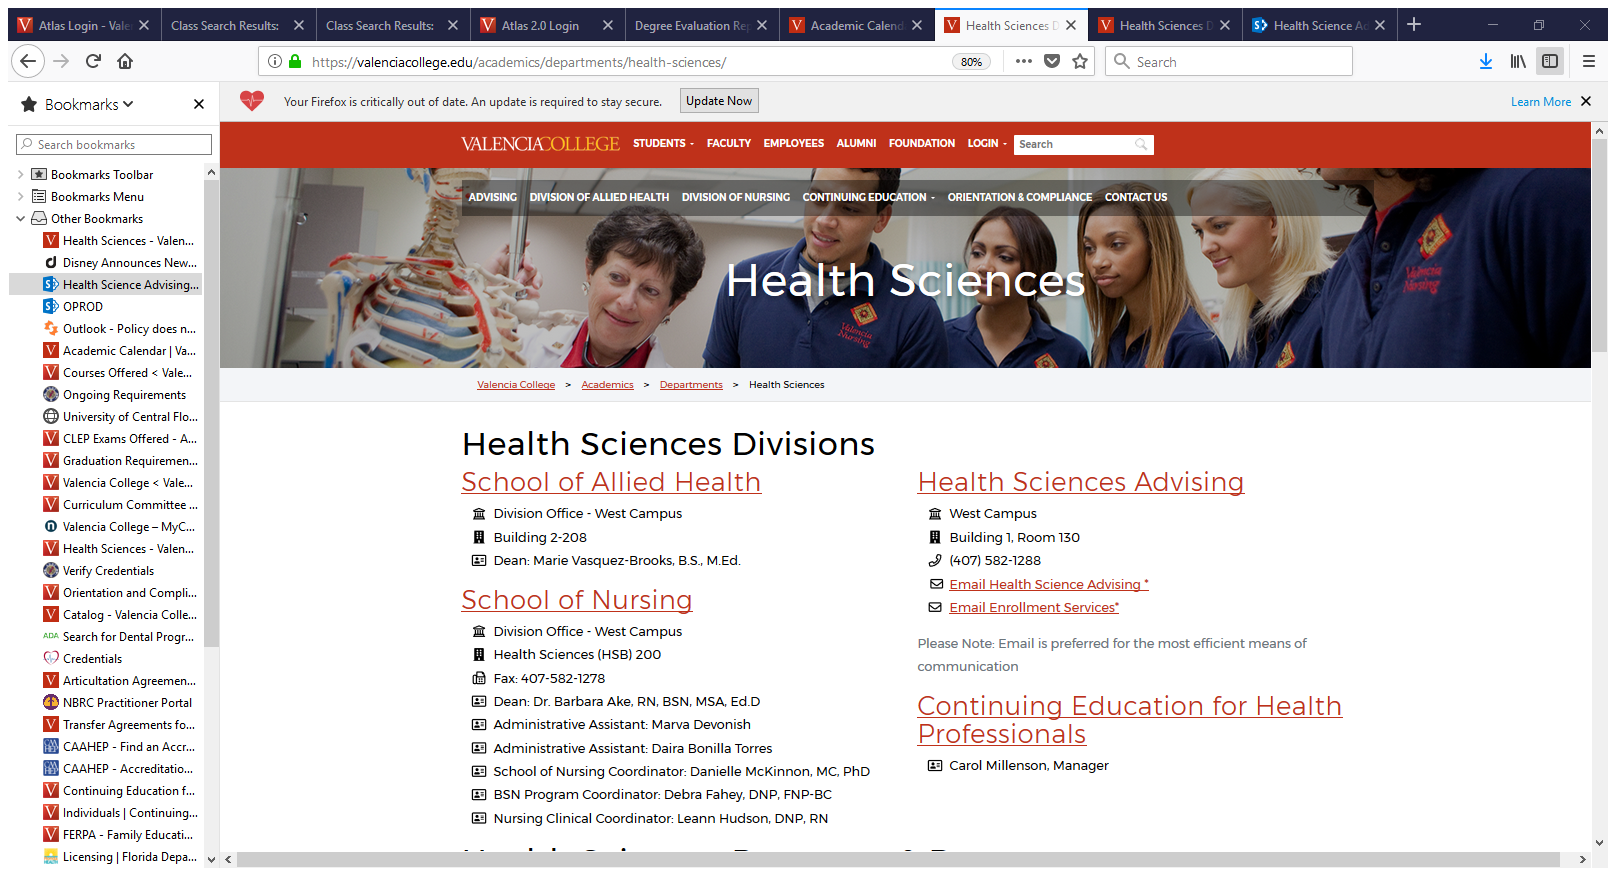 Atlas Login - Vale
Class Search Results:
Class Search Results:
Atlas 2.0 Login
Degree Evaluation Re
Academic Calend
Health Sciences D
Health Sciences D
Health Science Ad
https://valenciacollege.edu/academics/departments/health-sciences/
80%
Search
Bookmarks
Your Firefox is critically out of date. An update is required to stay secure.
Update Now
Learn More
Search bookmarks
Bookmarks Toolbar
Bookmarks Menu
Other Bookmarks
Health Sciences - Valen...
Disney Announces New...
Health Science Advising...
OPROD
Outlook - Policy does n...
Academic Calendar | Va...
Courses Offered < Vale...
Ongoing Requirements
University of Central Flo...
CLEP Exams Offered - A...
Graduation Requiremen...
Valencia College < Vale...
Curriculum Committee ...
Valencia College – MyC...
Health Sciences - Valen...
Verify Credentials
Orientation and Compli...
Catalog - Valencia Colle...
ADA Search for Dental Progr...
Credentials
Articultation Agreemen...
NBRC Practitioner Portal
Transfer Agreements fo...
CAAHEP - Find an Accr...
CAAHEP - Accreditatio...
Continuing Education f...
Individuals | Continuing...
FERPA - Family Educati...
Licensing | Florida Depa...
VALENCIACOLLEGE STUDENTS FACULTY EMPLOYEES ALUMNI FOUNDATION LOGIN Search
ADVISING DIVISION OF ALLIED HEALTH DIVISION OF NURSING CONTINUING EDUCATION ORIENTATION & COMPLIANCE CONTACT US
Health Sciences
Valencia
Nursing
Valencia
Nursing
Valencia College > Academics > Departments > Health Sciences
Health Sciences Divisions
School of Allied Health
Division Office - West Campus
Building 2-208
Dean: Marie Vasquez-Brooks, B.S., M.Ed.
School of Nursing
Division Office - West Campus
Health Sciences (HSB) 200
Fax: 407-582-1278
Dean: Dr. Barbara Ake, RN, BSN, MSA, Ed.D
Administrative Assistant: Marva Devonish
Administrative Assistant: Daira Bonilla Torres
School of Nursing Coordinator: Danielle McKinnon, MC, PhD
BSN Program Coordinator: Debra Fahey, DNP, FNP-BC
Nursing Clinical Coordinator: Leann Hudson, DNP, RN
Health Sciences Advising
West Campus
Building 1, Room 130
(407) 582-1288
Email Health Science Advising *
Email Enrollment Services*
Please Note: Email is preferred for the most efficient means of
communication
Continuing Education for Health
Professionals
Carol Millenson, Manager